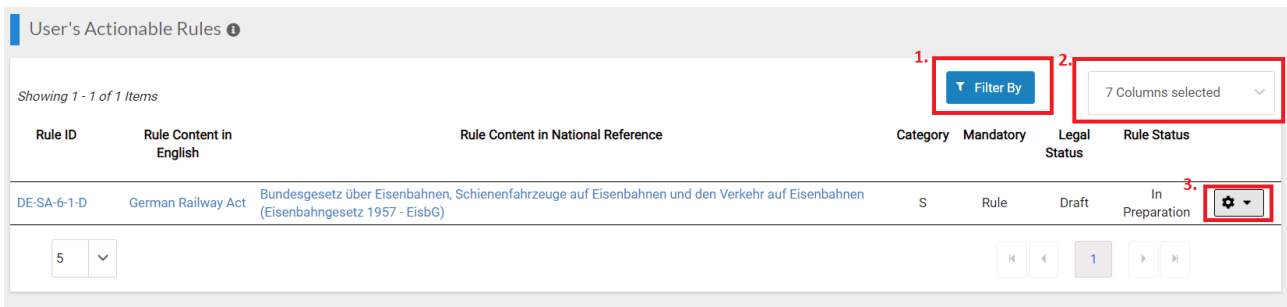 User's Actionable Rules
1.
2.
Filter By
7 Columns selected
Showing 1 - 1 of 1 Items
Rule ID
Rule Content in
English
Rule Content in National Reference
Category
Mandatory
Legal
Status
Rule Status
3.
DE-SA-6-1-D
German Railway Act
Bundesgesetz über Eisenbahnen, Schienenfahrzeuge auf Eisenbahnen und den Verkehr auf Eisenbahnen
(Eisenbahngesetz 1957 - EisbG)
S
Rule
Draft
In
Preparation
5
1